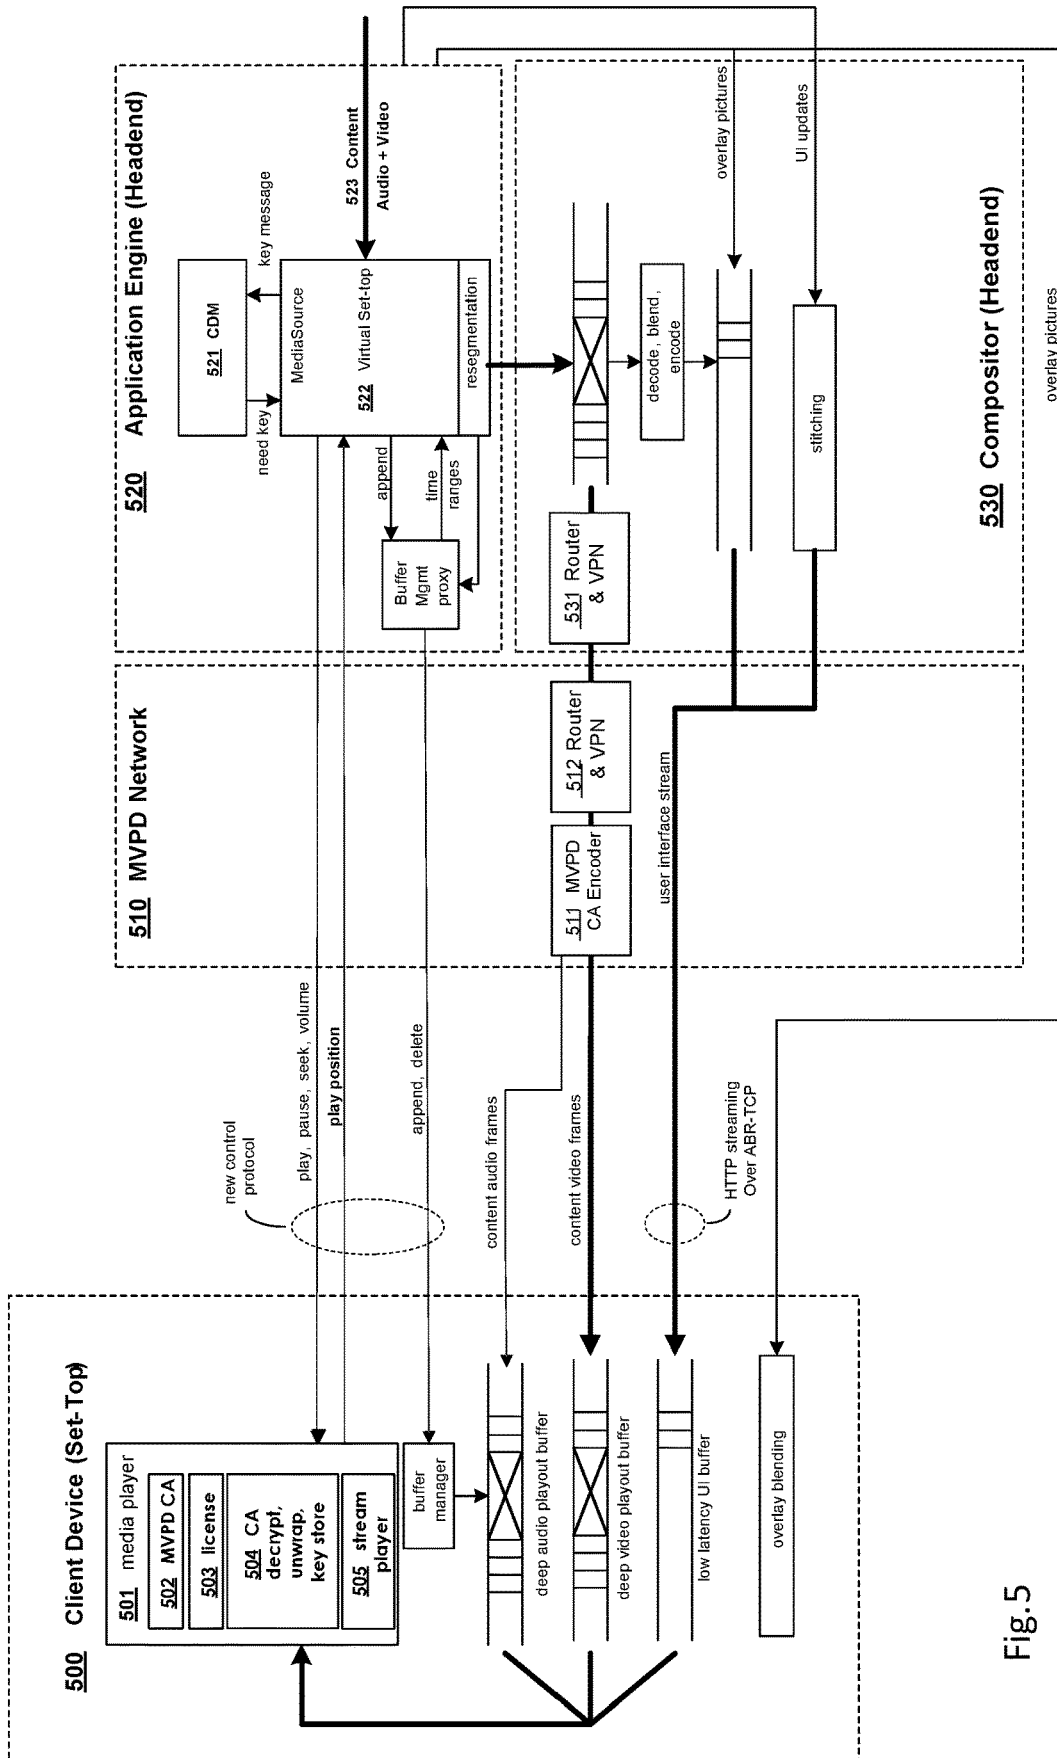 500 Client Device (Set-Top)
501 media player
502 MVPD CA
503 license
504 CA
decrypt,
unwrap,
key store
505 stream
player
buffer
manager
deep audio playout buffer
deep video playout buffer
low latency UI buffer
overlay blending
new control
protocol
play, pause, seek, volume
play position
append, delete
content audio frames
content video frames
HTTP streaming
Over ABR-TCP
510 MVPD Network
511 MVPD
CA Encoder
512 Router
& VPN
user interface stream
520 Application Engine (Headend)
521 CDM
need key
key message
MediaSource
522 Virtual Set-top
resegmentation
append
time
ranges
Buffer
Mgmt
proxy
523 Content
Audio + Video
531 Router
& VPN
decode, blend,
encode
overlay pictures
UI updates
stitching
530 Compositor (Headend)
overlay pictures
Fig.5